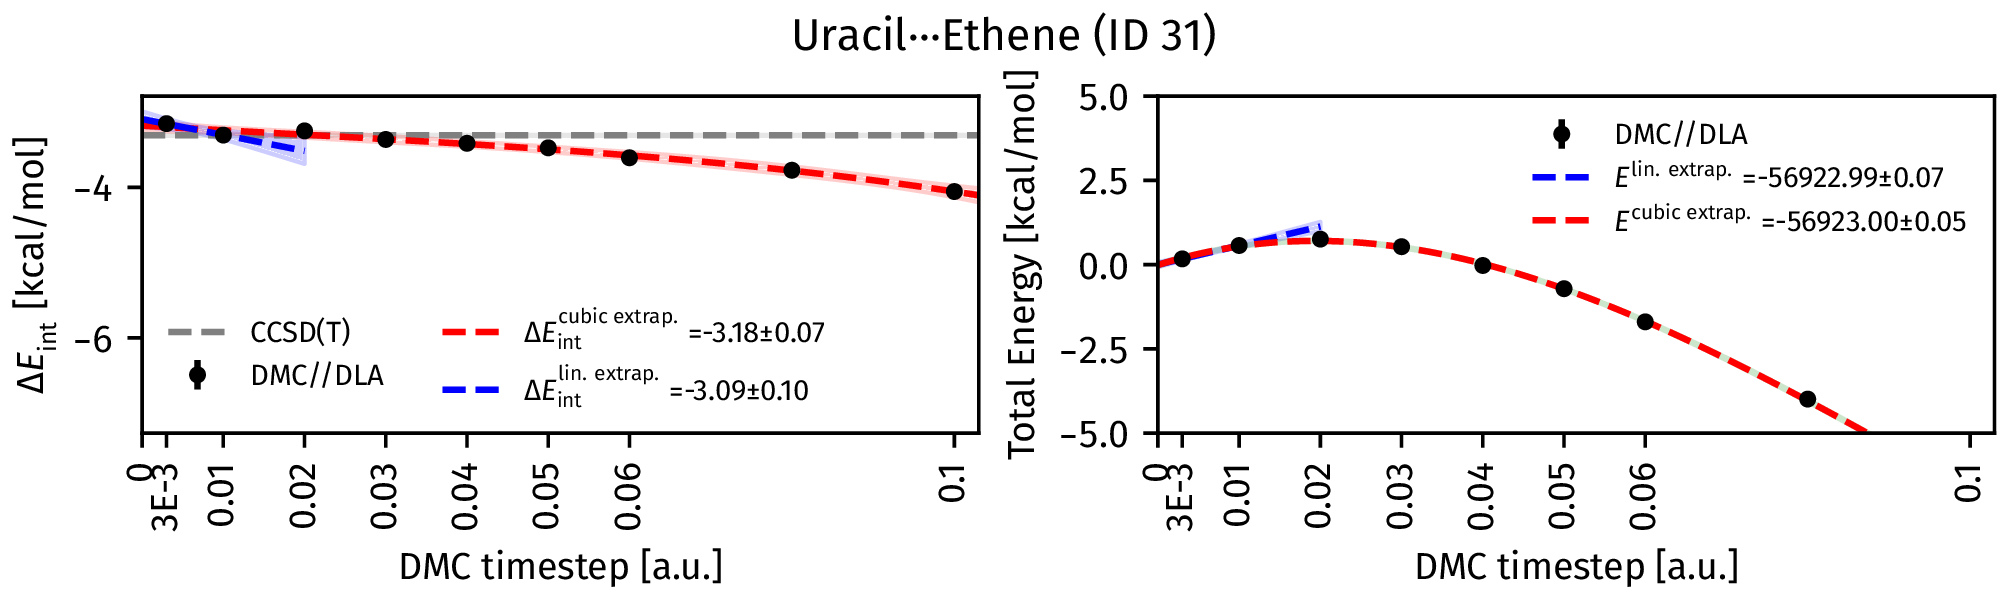 Uracil···Ethene (ID 31)
ΔE_int [kcal/mol]
−4
−6
CCSD(T)
DMC//DLA
ΔE_int^cubic extrap. =-3.18±0.07
ΔE_int^lin. extrap. =-3.09±0.10
0
3E-3
0.01
0.02
0.03
0.04
0.05
0.06
0.1
DMC timestep [a.u.]
Total Energy [kcal/mol]
5.0
2.5
0.0
−2.5
−5.0
DMC//DLA
E^lin. extrap. =-56922.99±0.07
E^cubic extrap. =-56923.00±0.05
0
3E-3
0.01
0.02
0.03
0.04
0.05
0.06
0.1
DMC timestep [a.u.]